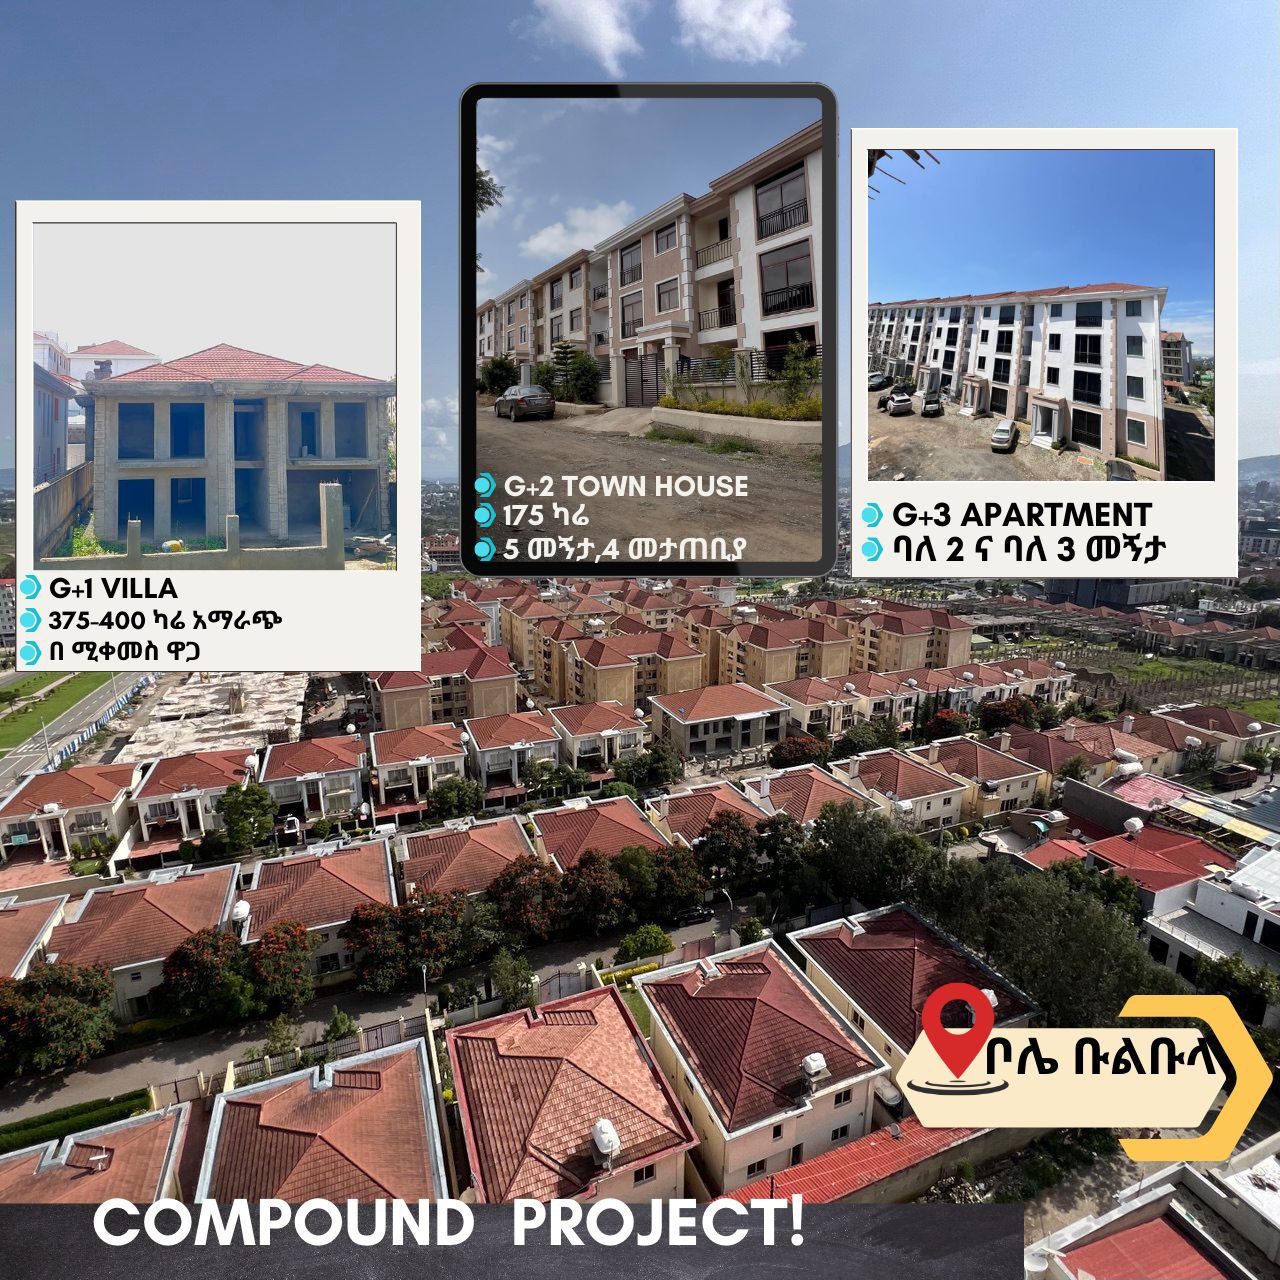 G+1 VILLA
375-400 ካሬ አማራጭ
በ ሚቀመስ ዋጋ
G+2 TOWN HOUSE
175 ካሬ
5 መኝታ,4 መታጠቢያ
G+3 APARTMENT
ባለ 2 ና ባለ 3 መኝታ
ቦሌ ቡልቡላ
COMPOUND PROJECT!